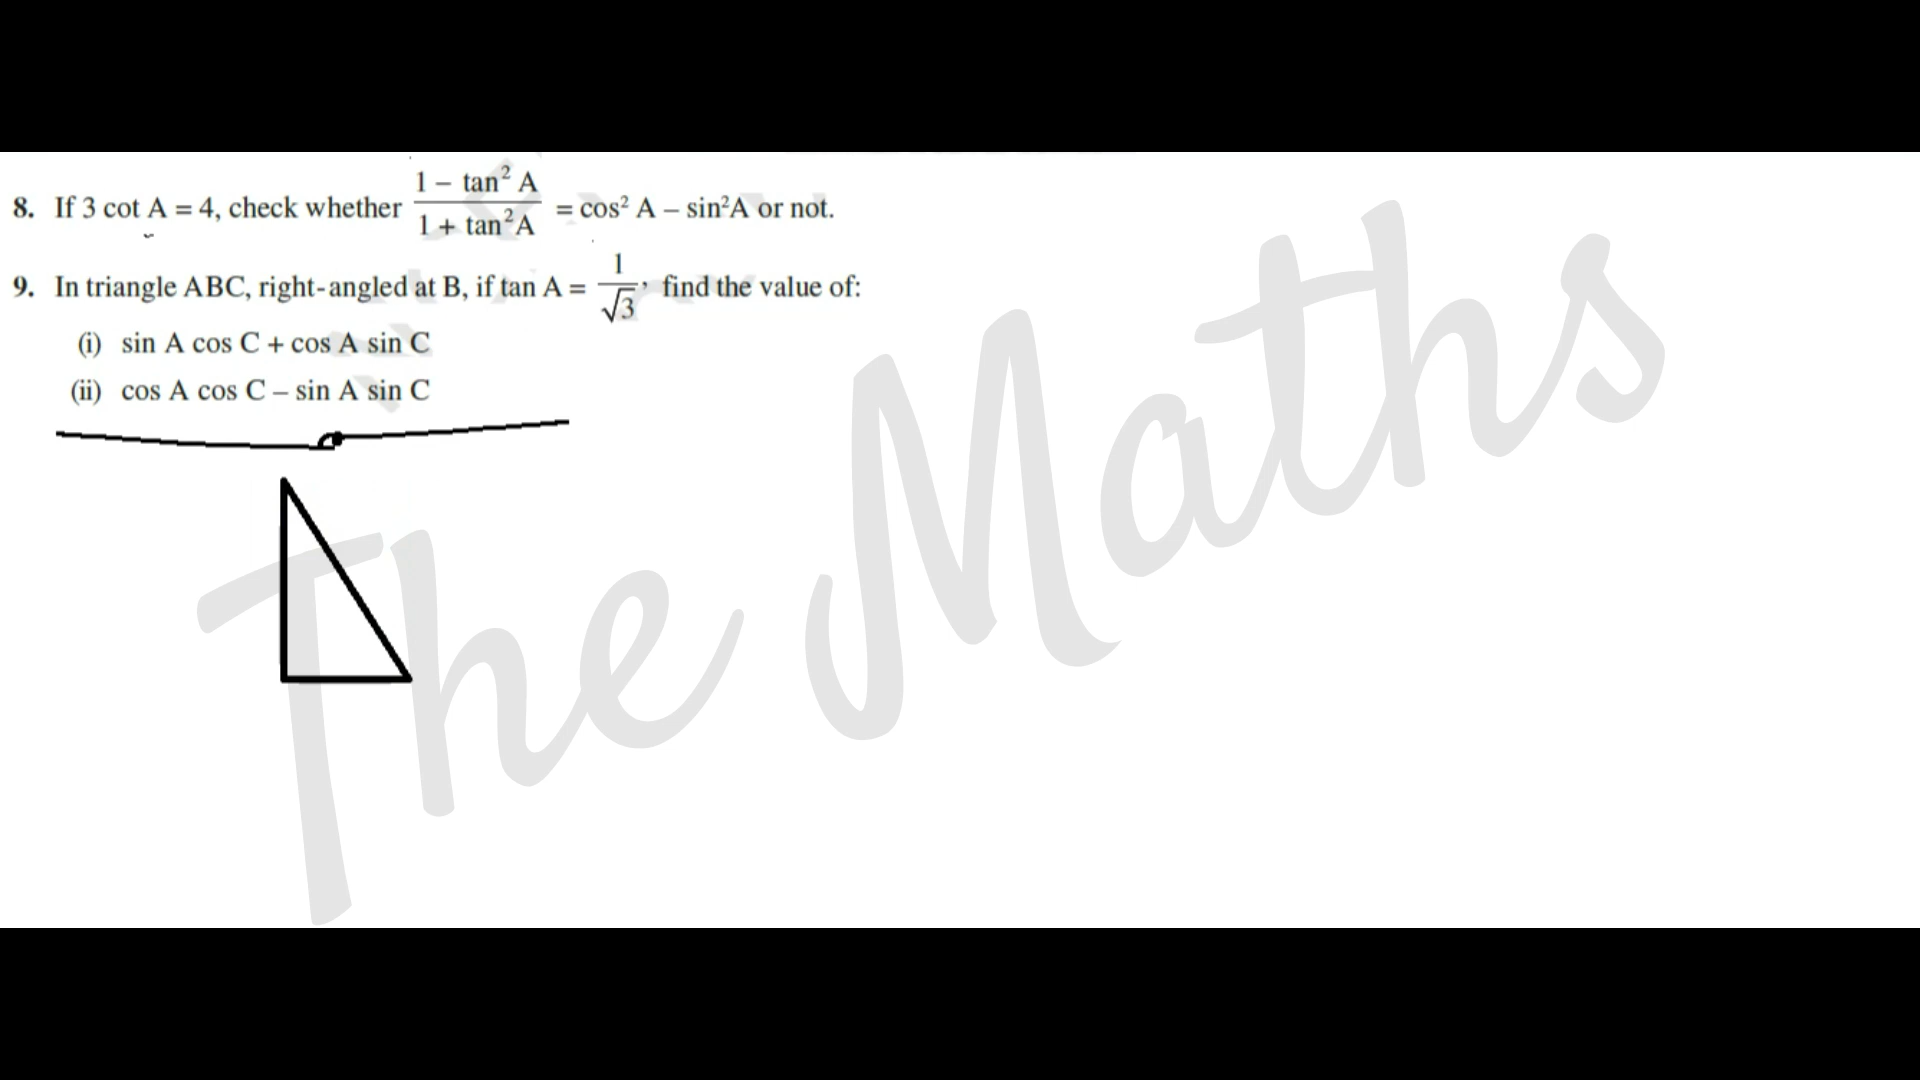 8. If 3 cot A = 4, check whether (1 – tan² A)/(1 + tan² A) = cos² A – sin²A or not.
9. In triangle ABC, right-angled at B, if tan A = 1/√3, find the value of:
(i) sin A cos C + cos A sin C
(ii) cos A cos C – sin A sin C
The Maths